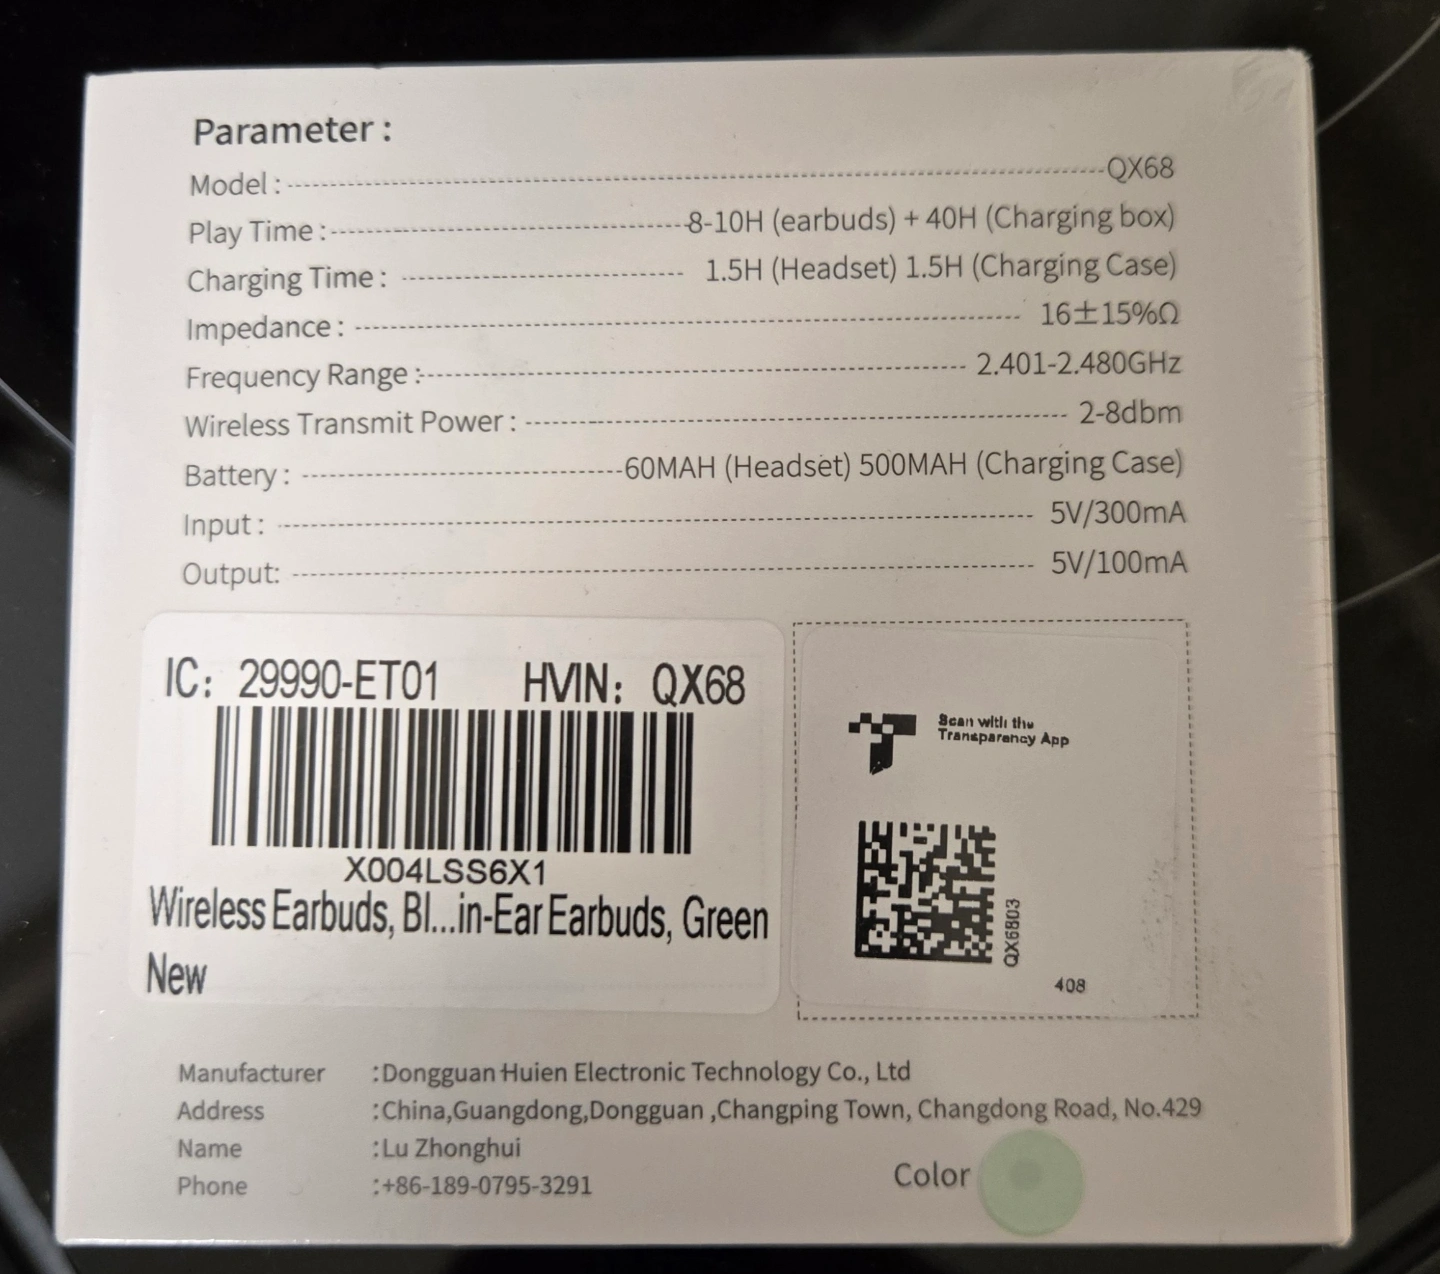 Parameter :
Model : QX68
Play Time : 8-10H (earbuds) + 40H (Charging box)
Charging Time : 1.5H (Headset) 1.5H (Charging Case)
Impedance : 16±15%Ω
Frequency Range : 2.401-2.480GHz
Wireless Transmit Power : 2-8dbm
Battery : 60MAH (Headset) 500MAH (Charging Case)
Input : 5V/300mA
Output: 5V/100mA
IC: 29990-ET01 HVIN: QX68
X004LSS6X1
Wireless Earbuds, Bl...in-Ear Earbuds, Green
New
Scan with the
Transparency App
QX6803
408
Manufacturer :Dongguan Huien Electronic Technology Co., Ltd
Address :China,Guangdong,Dongguan ,Changping Town, Changdong Road, No.429
Name :Lu Zhonghui
Phone :+86-189-0795-3291
Color